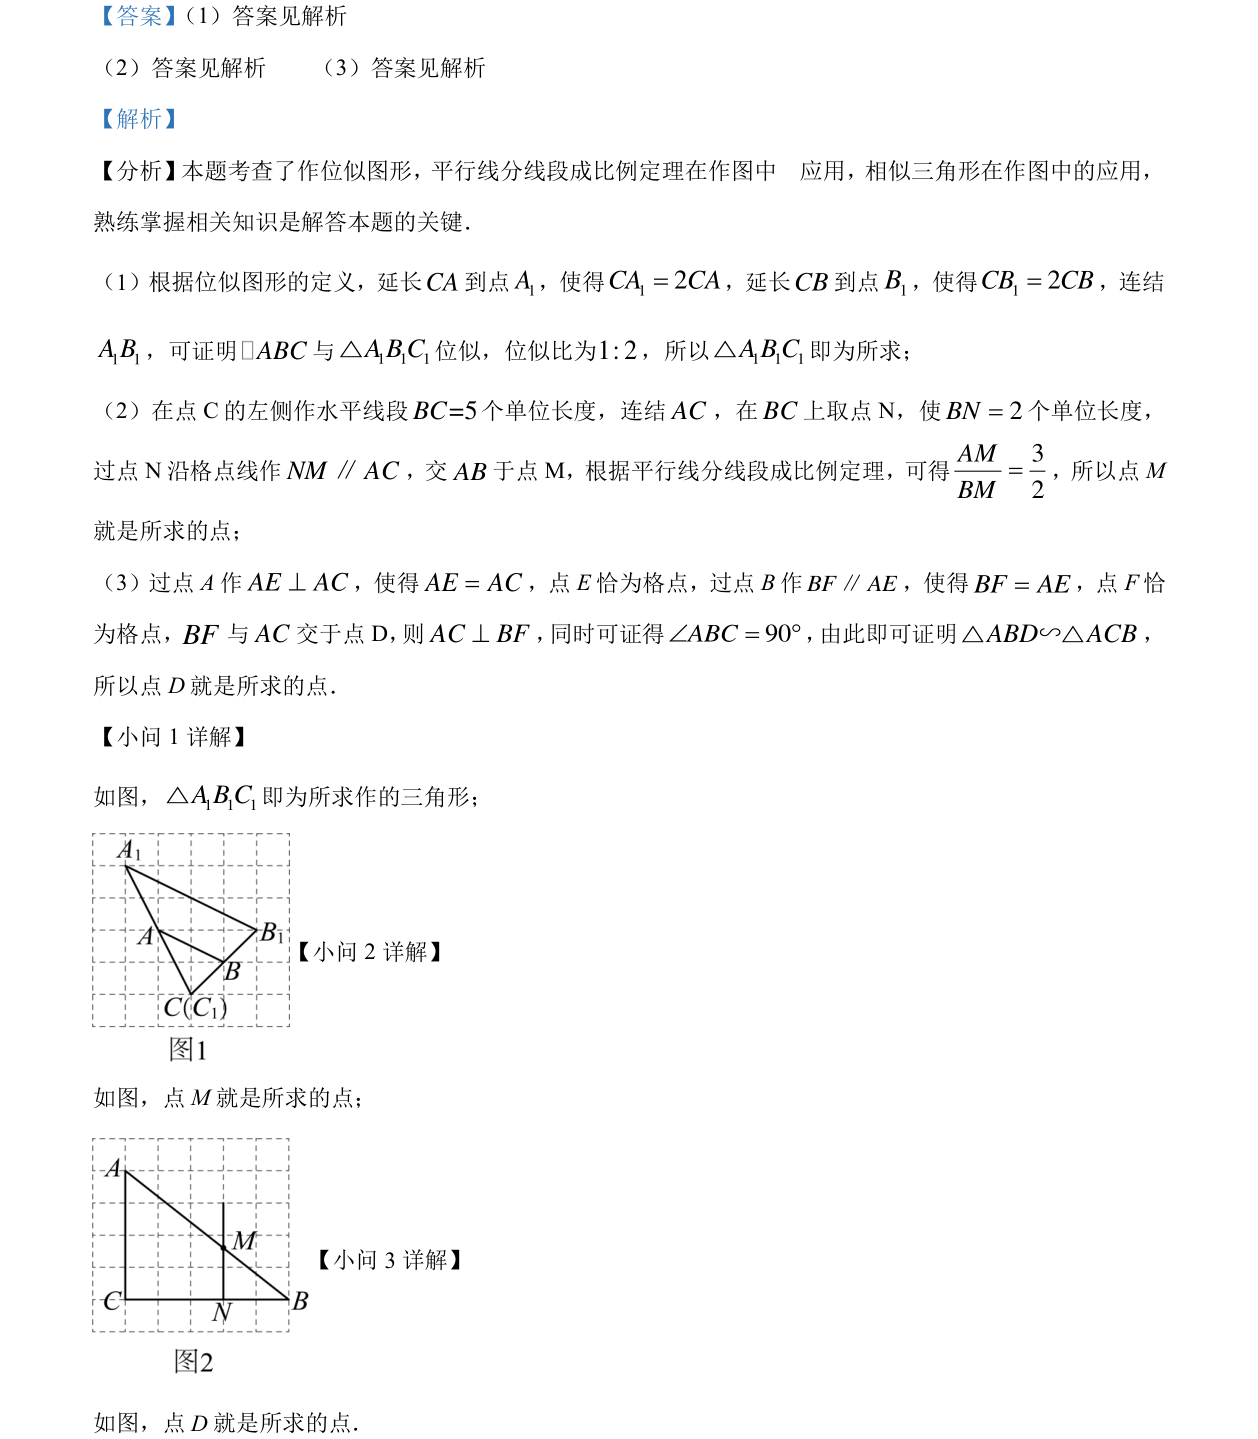 【答案】（1）答案见解析
（2）答案见解析　　（3）答案见解析
【解析】
【分析】本题考查了作位似图形，平行线分线段成比例定理在作图中　应用，相似三角形在作图中的应用，
熟练掌握相关知识是解答本题的关键．
（1）根据位似图形的定义，延长CA到点A₁，使得CA₁＝2CA，延长CB到点B₁，使得CB₁＝2CB，连结
A₁B₁，可证明□ABC与△A₁B₁C₁位似，位似比为1:2，所以△A₁B₁C₁即为所求；
（2）在点C的左侧作水平线段BC=5个单位长度，连结AC，在BC上取点N，使BN＝2个单位长度，
过点N沿格点线作NM∥AC，交AB于点M，根据平行线分线段成比例定理，可得AM/BM＝3/2，所以点M
就是所求的点；
（3）过点A作AE⊥AC，使得AE＝AC，点E恰为格点，过点B作BF∥AE，使得BF＝AE，点F恰
为格点，BF与AC交于点D，则AC⊥BF，同时可证得∠ABC＝90°，由此即可证明△ABD∽△ACB，
所以点D就是所求的点．
【小问1详解】
如图，△A₁B₁C₁即为所求作的三角形；
A₁
A
B₁
B
C(C₁)
图1
【小问2详解】
如图，点M就是所求的点；
A
M
C
N
B
图2
【小问3详解】
如图，点D就是所求的点．